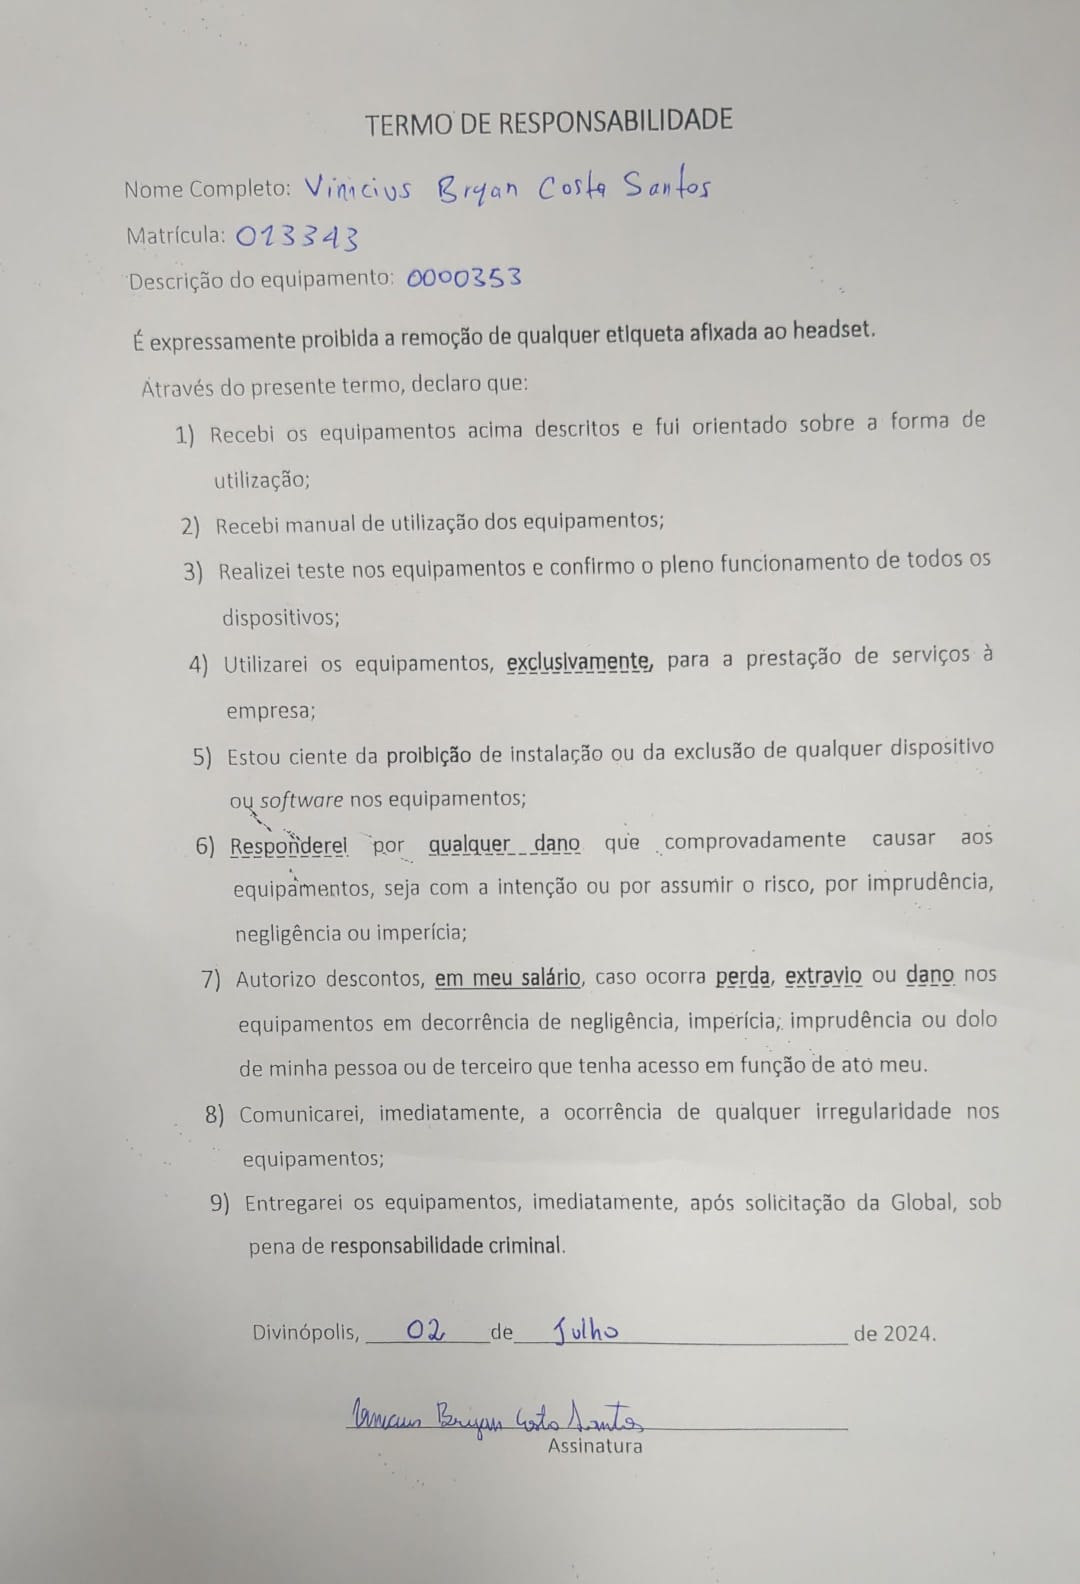 TERMO DE RESPONSABILIDADE
Nome Completo: Vinicius Bryan Costa Santos
Matrícula: 013343
Descrição do equipamento: 0000353
É expressamente proibida a remoção de qualquer etiqueta afixada ao headset.
Através do presente termo, declaro que:
1) Recebi os equipamentos acima descritos e fui orientado sobre a forma de
utilização;
2) Recebi manual de utilização dos equipamentos;
3) Realizei teste nos equipamentos e confirmo o pleno funcionamento de todos os
dispositivos;
4) Utilizarei os equipamentos, exclusivamente, para a prestação de serviços à
empresa;
5) Estou ciente da proibição de instalação ou da exclusão de qualquer dispositivo
ou software nos equipamentos;
6) Responderei por qualquer dano que comprovadamente causar aos
equipamentos, seja com a intenção ou por assumir o risco, por imprudência,
negligência ou imperícia;
7) Autorizo descontos, em meu salário, caso ocorra perda, extravio ou dano nos
equipamentos em decorrência de negligência, imperícia, imprudência ou dolo
de minha pessoa ou de terceiro que tenha acesso em função de ato meu.
8) Comunicarei, imediatamente, a ocorrência de qualquer irregularidade nos
equipamentos;
9) Entregarei os equipamentos, imediatamente, após solicitação da Global, sob
pena de responsabilidade criminal.
Divinópolis, 02 de Julho de 2024.
Bryan Costa Santos
Assinatura